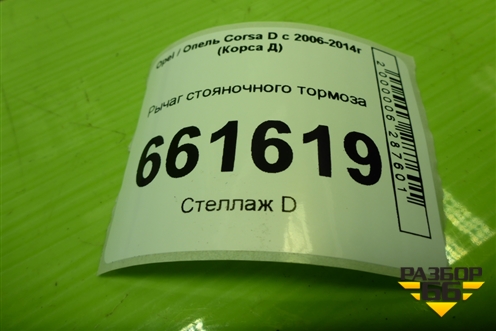 Opel / Опель Corsa D с 2006-2014г
(Корса Д)
Рычаг стояночного тормоза
661619
Стеллаж D
2000006287601
РАЗБОР
66